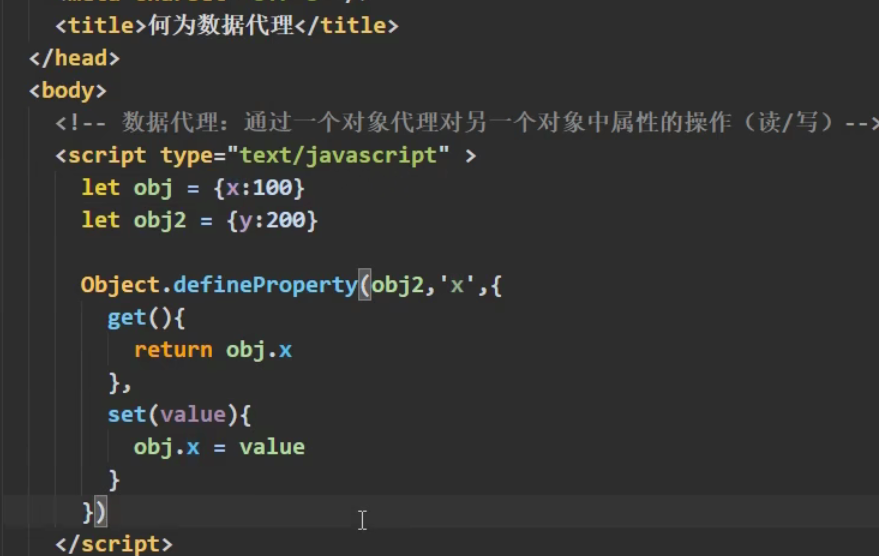 <title>何为数据代理</title>
</head>
<body>
<!-- 数据代理：通过一个对象代理对另一个对象中属性的操作（读/写）-->
<script type="text/javascript" >
let obj = {x:100}
let obj2 = {y:200}
Object.defineProperty(obj2,'x',{
get(){
return obj.x
},
set(value){
obj.x = value
}
})
</script>